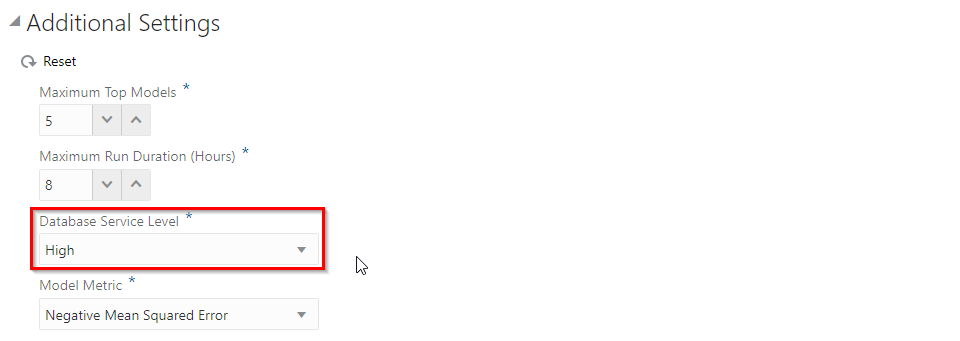 Additional Settings
Reset
Maximum Top Models *
5
Maximum Run Duration (Hours) *
8
Database Service Level *
High
Model Metric *
Negative Mean Squared Error